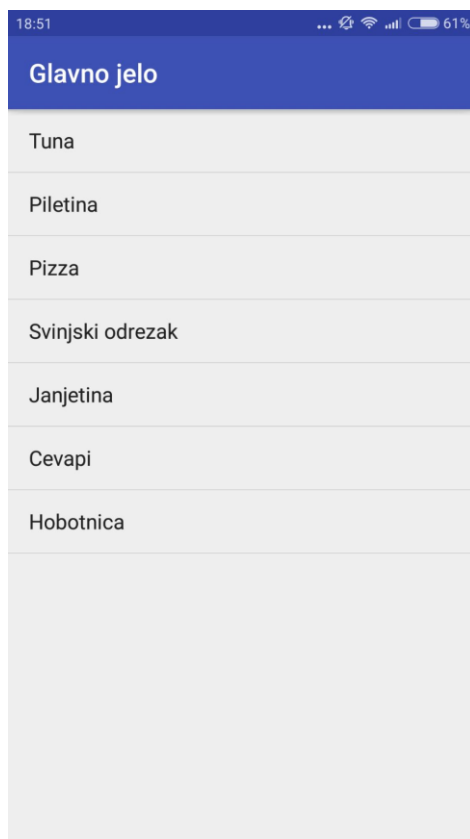 18:51 ... 61%
Glavno jelo
Tuna
Piletina
Pizza
Svinjski odrezak
Janjetina
Cevapi
Hobotnica